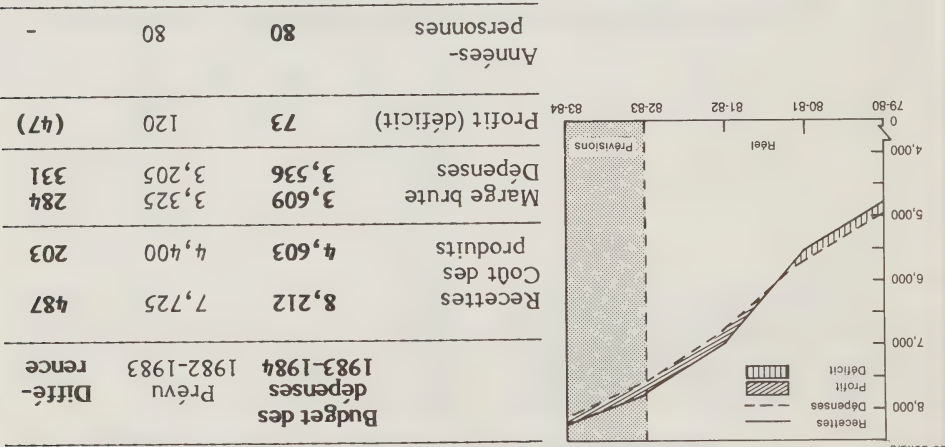 Recettes
Dépenses
Profit
Déficit
8,000
7,000
6,000
5,000
4,000
0
Réel
Prévisions
79-80
80-81
81-82
82-83
83-84
Budget des
dépenses
1983-1984
Prévu
1982-1983
Diffé-
rence
Recettes 8,212 7,725 487
Coût des
produits 4,603 4,400 203
Marge brute 3,609 3,325 284
Dépenses 3,536 3,205 331
Profit (déficit) 73 120 (47)
Années-
personnes 80 80 -